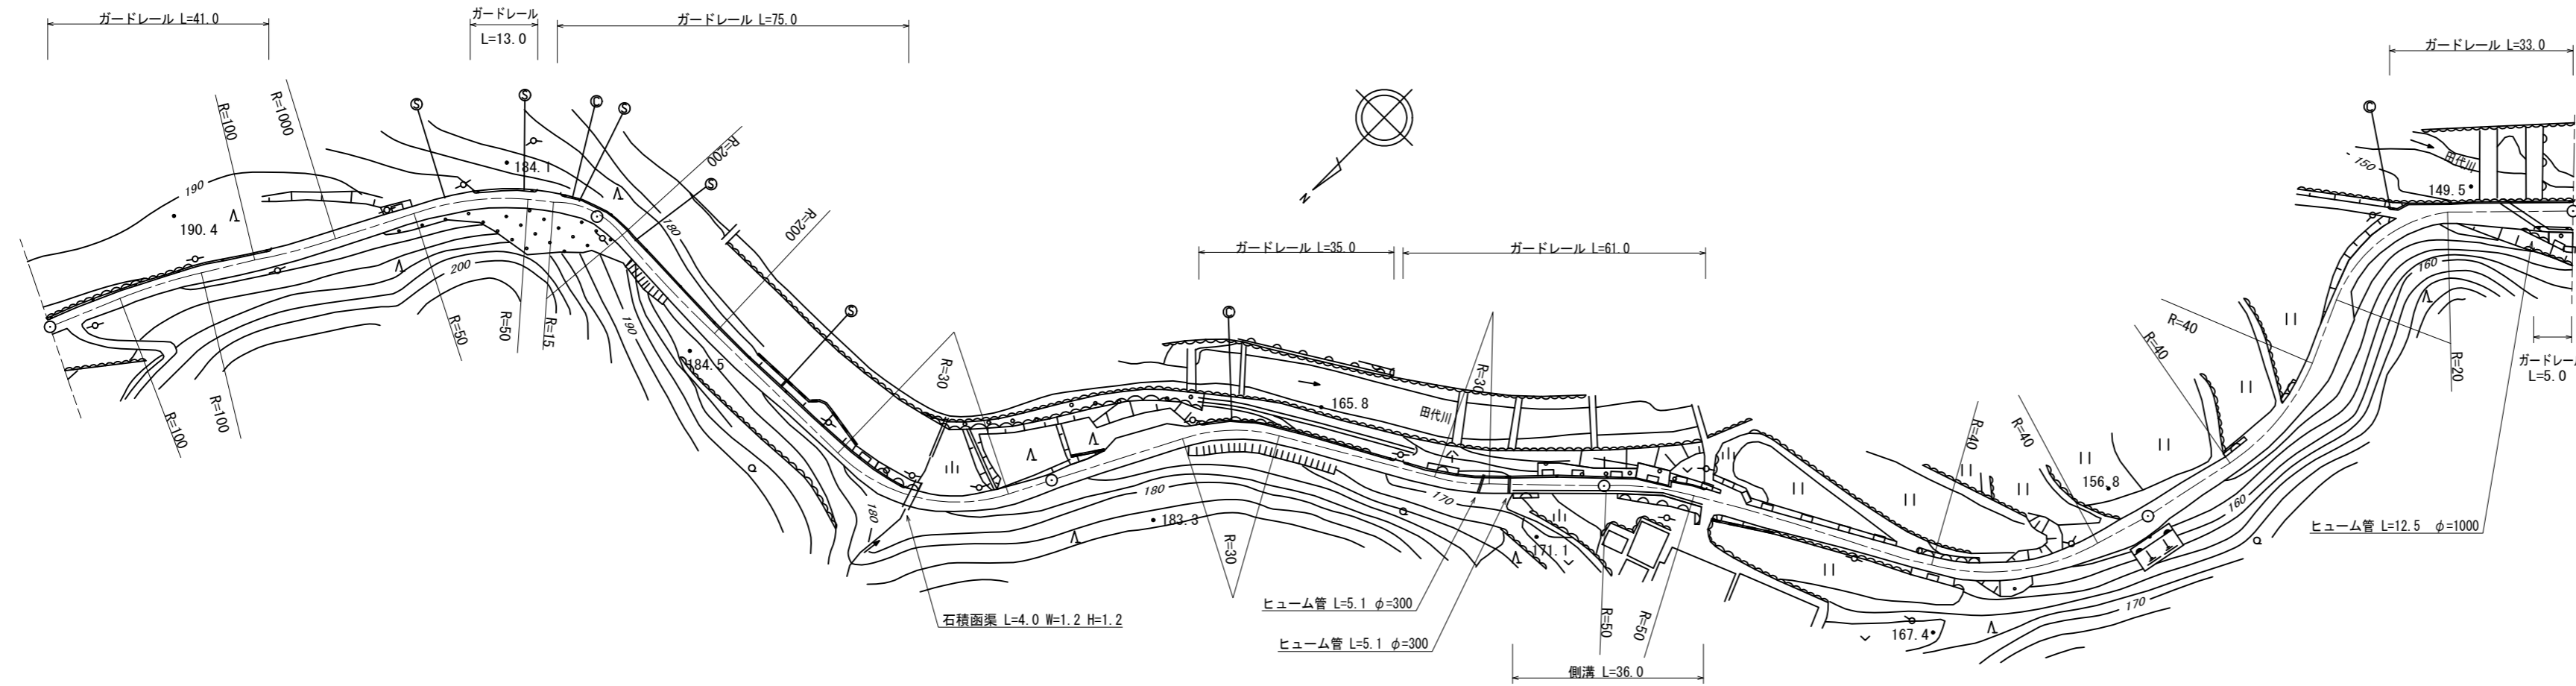 ガードレール L=41.0
ガードレール
L=13.0
ガードレール L=75.0
ガードレール L=33.0
R=100
R=1000
S
S
C
S
R=200
S
R=200
184.1
190
190.4
180
200
R=50
R=50
R=15
190
R=100
R=100
184.5
S
R=30
180
N
ガードレール L=35.0
ガードレール L=61.0
C
165.8
田代川
R=30
180
183.3
R=30
170
171.1
石積函渠 L=4.0 W=1.2 H=1.2
ヒューム管 L=5.1 φ=300
ヒューム管 L=5.1 φ=300
R=50
R=50
側溝 L=36.0
R=40
R=40
R=40
R=40
156.8
160
170
167.4
C
150
田代川
149.5
160
R=20
ガードレール
L=5.0
ヒューム管 L=12.5 φ=1000